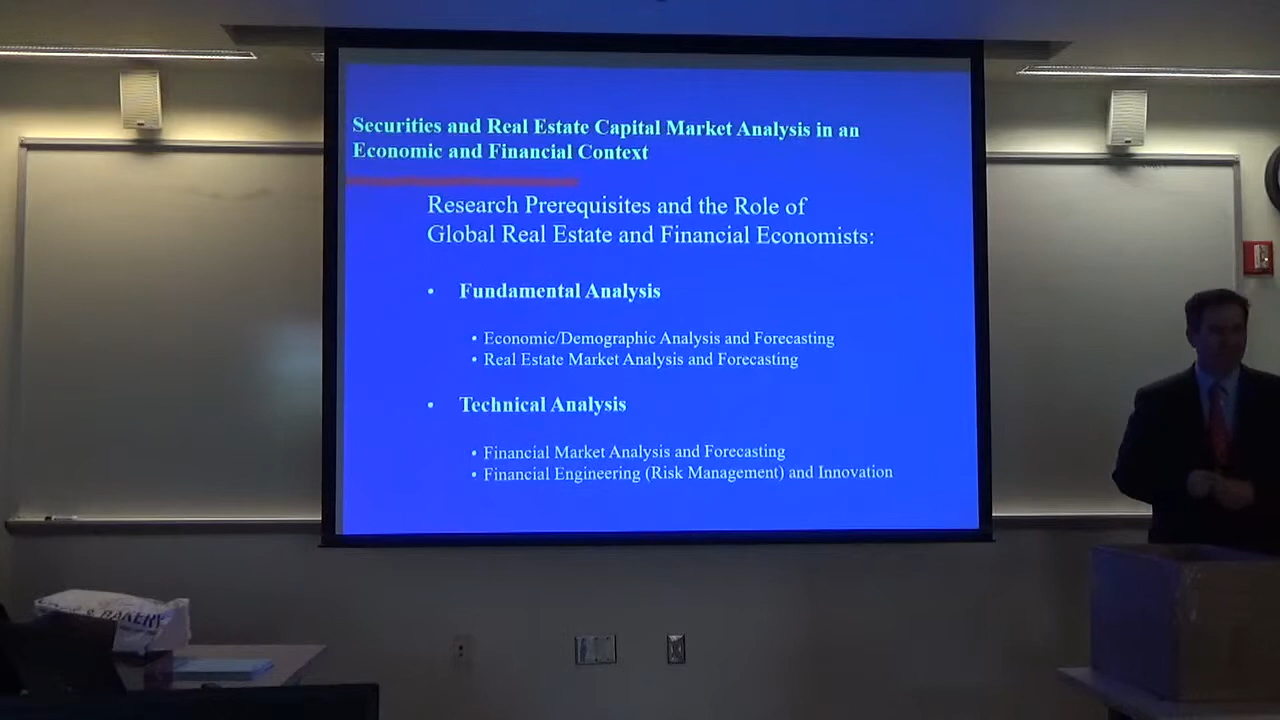 Securities and Real Estate Capital Market Analysis in an
Economic and Financial Context
Research Prerequisites and the Role of
Global Real Estate and Financial Economists:
• Fundamental Analysis
• Economic/Demographic Analysis and Forecasting
• Real Estate Market Analysis and Forecasting
• Technical Analysis
• Financial Market Analysis and Forecasting
• Financial Engineering (Risk Management) and Innovation
& BAKERY